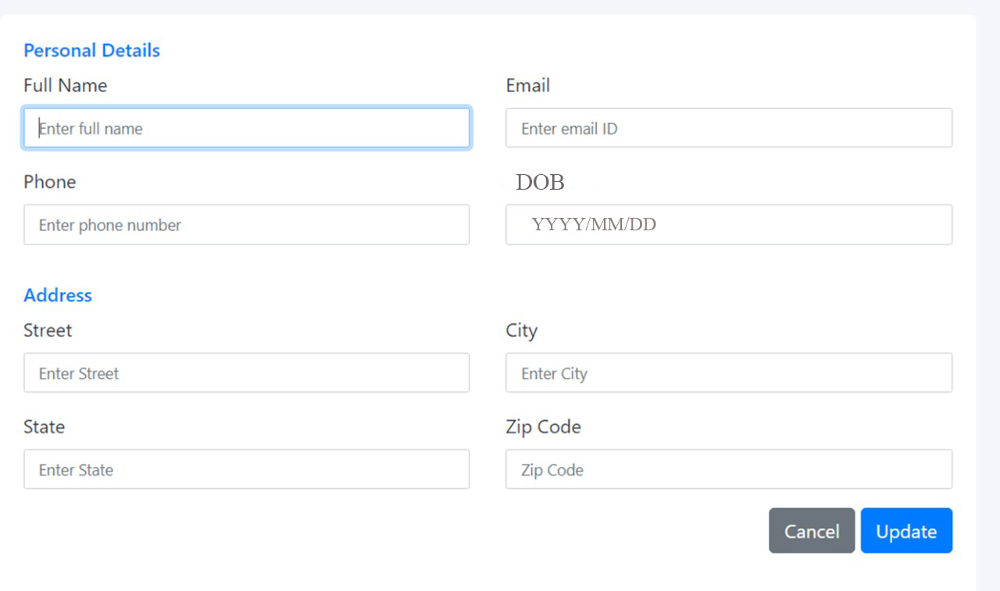 Personal Details
Full Name
Email
Enter full name
Enter email ID
Phone
DOB
Enter phone number
YYYY/MM/DD
Address
Street
City
Enter Street
Enter City
State
Zip Code
Enter State
Zip Code
Cancel
Update